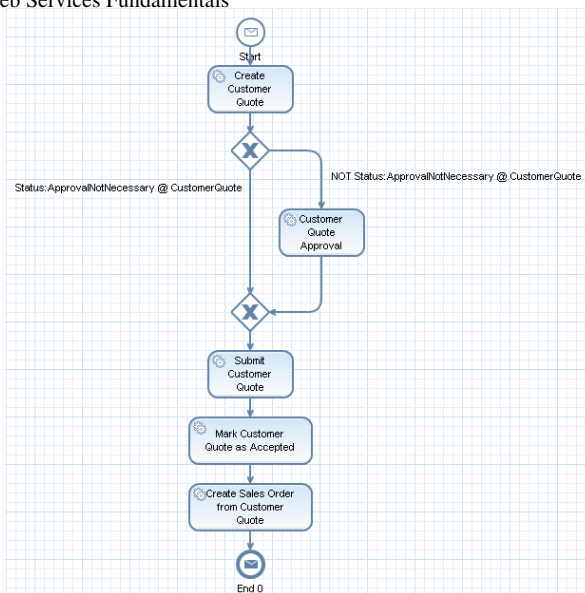 eb Services Fundamentals
Start
Create
Customer
Quote
NOT Status:ApprovalNotNecessary @ CustomerQuote
Status:ApprovalNotNecessary @ CustomerQuote
Customer
Quote
Approval
Submit
Customer
Quote
Mark Customer
Quote as Accepted
Create Sales Order
from Customer
Quote
End 0